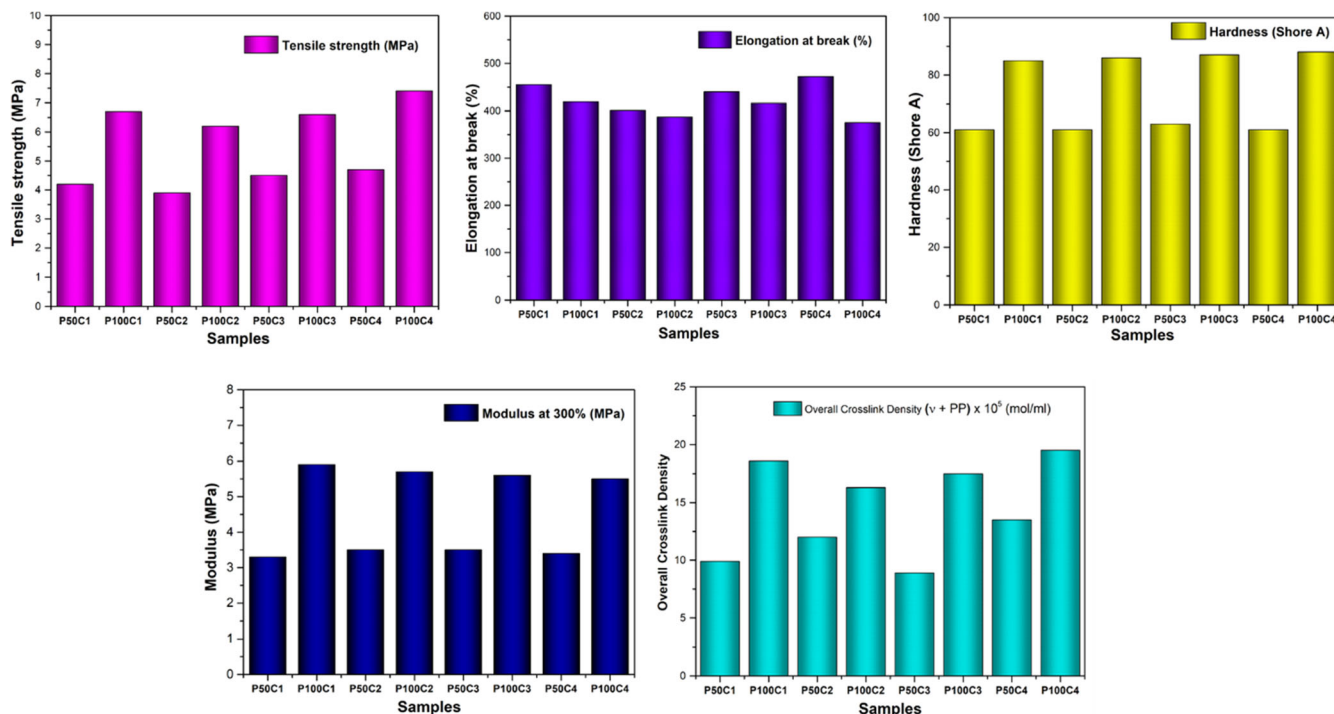 Tensile strength (MPa)
10
9
8
7
6
5
4
3
2
1
0
Tensile strength (MPa)
P50C1 P100C1 P50C2 P100C2 P50C3 P100C3 P50C4 P100C4
Samples
Elongation at break (%)
600
500
400
300
200
100
0
Elongation at break (%)
P50C1 P100C1 P50C2 P100C2 P50C3 P100C3 P50C4 P100C4
Samples
Hardness (Shore A)
100
80
60
40
20
0
Hardness (Shore A)
P50C1 P100C1 P50C2 P100C2 P50C3 P100C3 P50C4 P100C4
Samples
Modulus (MPa)
8
7
6
5
4
3
2
1
0
Modulus at 300% (MPa)
P50C1 P100C1 P50C2 P100C2 P50C3 P100C3 P50C4 P100C4
Samples
Overall Crosslink Density
25
20
15
10
5
0
Overall Crosslink Density (ν + PP) x 10⁵ (mol/ml)
P50C1 P100C1 P50C2 P100C2 P50C3 P100C3 P50C4 P100C4
Samples